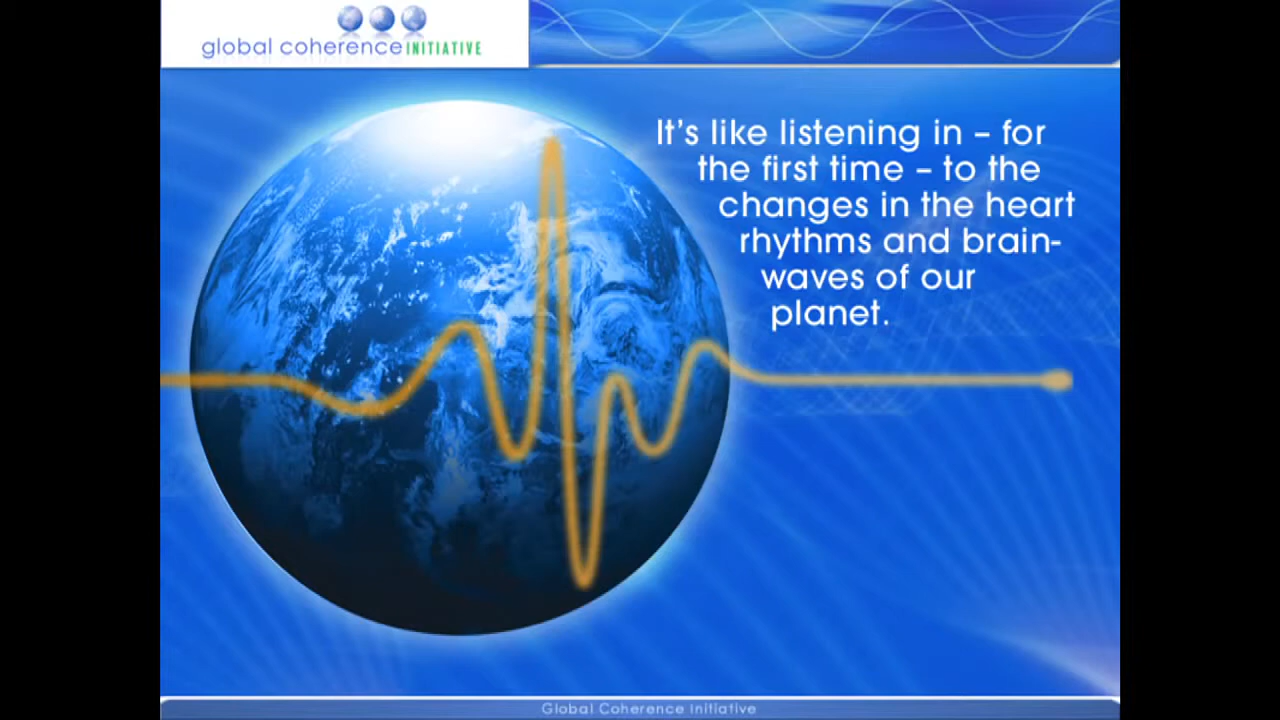 global coherence INITIATIVE
It's like listening in – for
the first time – to the
changes in the heart
rhythms and brain-
waves of our
planet.
Global Coherence Initiative